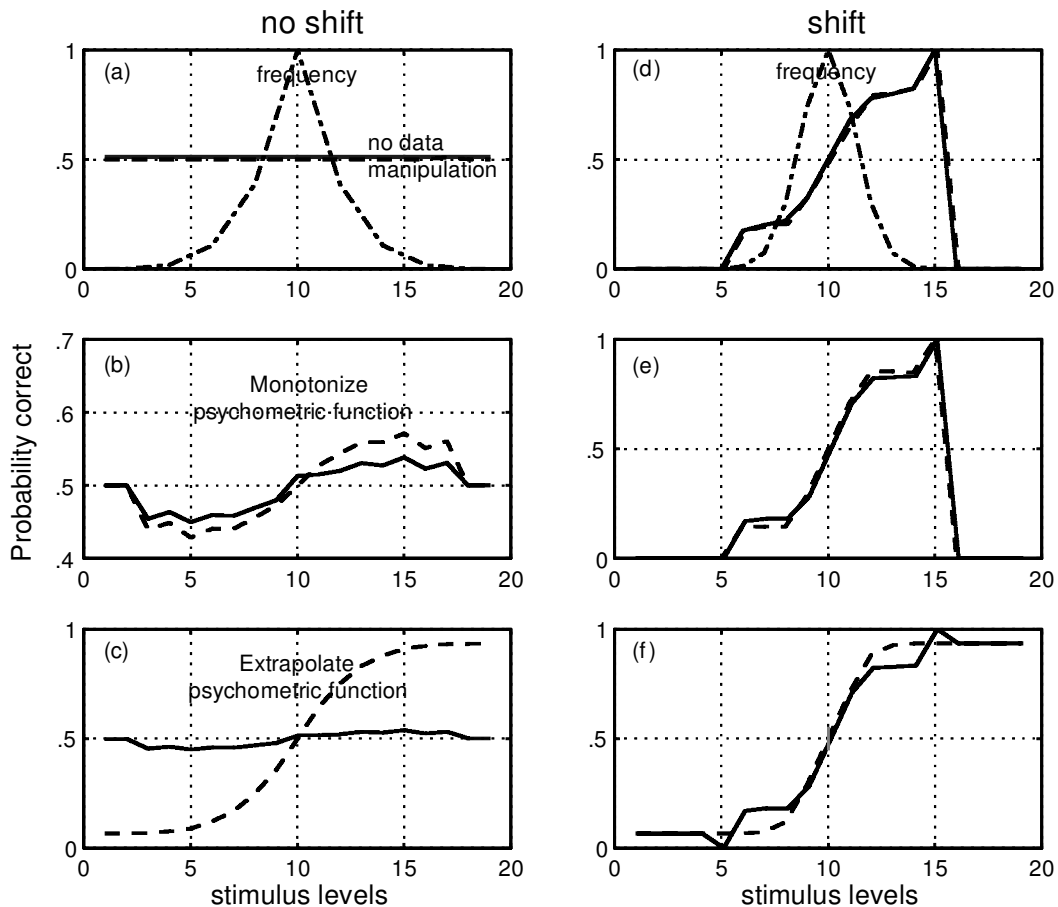 no shift
shift
1
(a)
frequency
no data
manipulation
.5
0
0
5
10
15
20
1
(d)
frequency
.5
0
0
5
10
15
20
Probability correct
.7
(b)
Monotonize
psychometric function
.6
.5
.4
0
5
10
15
20
1
(e)
.5
0
0
5
10
15
20
1
(c)
Extrapolate
psychometric function
.5
0
0
5
10
15
20
stimulus levels
1
(f)
.5
0
0
5
10
15
20
stimulus levels